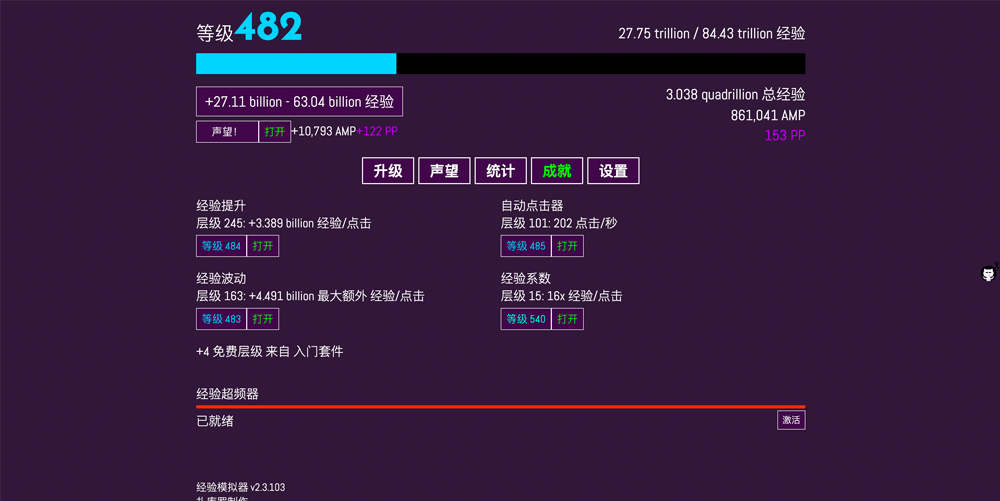 等级482
27.75 trillion / 84.43 trillion 经验
+27.11 billion - 63.04 billion 经验
3.038 quadrillion 总经验
861,041 AMP
声望! 打开 +10,793 AMP+122 PP
153 PP
升级 声望 统计 成就 设置
经验提升
层级 245: +3.389 billion 经验/点击
等级 484 打开
自动点击器
层级 101: 202 点击/秒
等级 485 打开
经验波动
层级 163: +4.491 billion 最大额外 经验/点击
等级 483 打开
经验系数
层级 15: 16x 经验/点击
等级 540 打开
+4 免费层级 来自 入门套件
经验超频器
已就绪
激活
经验模拟器 v2.3.103